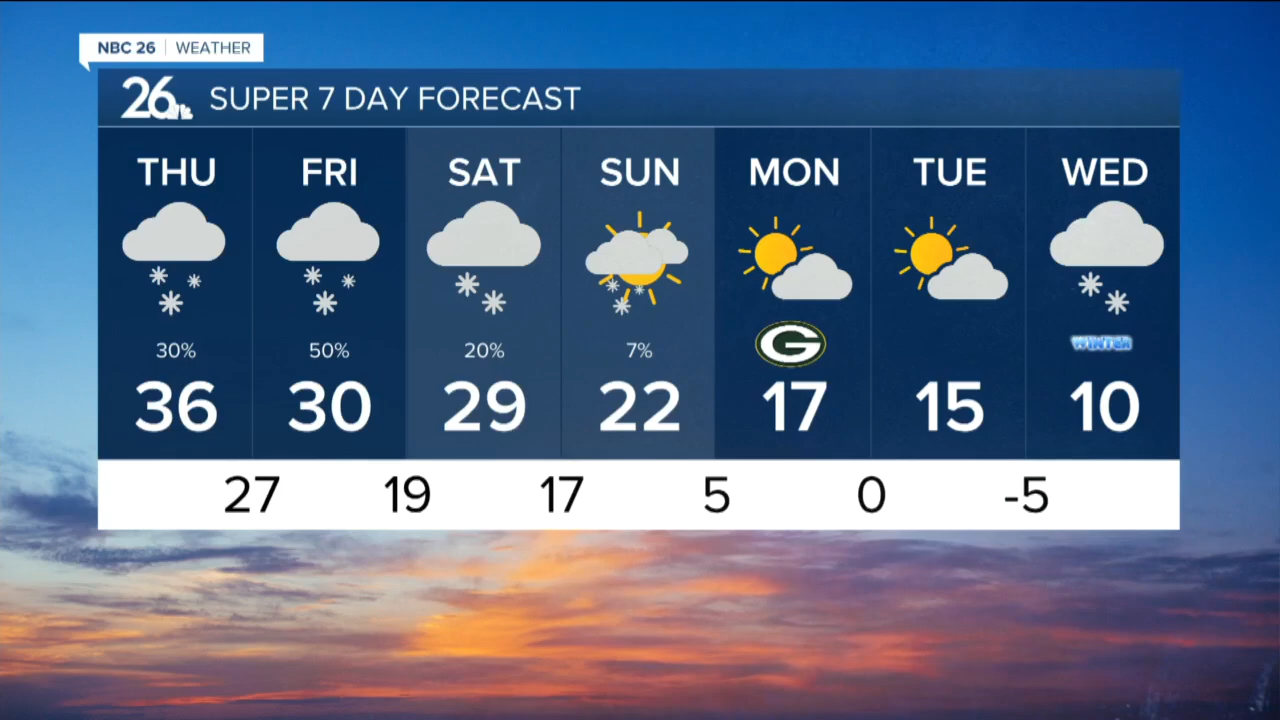 NBC 26 | WEATHER
26 SUPER 7 DAY FORECAST
THU FRI SAT SUN MON TUE WED
G
30% 50% 20% 7% WINTER
36 30 29 22 17 15 10
27 19 17 5 0 -5